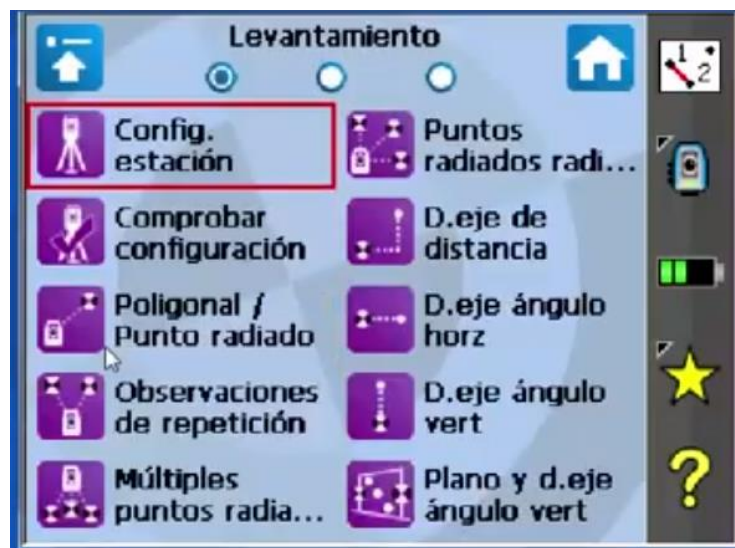 Levantamiento
Config.
estación
Puntos
radiados radi...
Comprobar
configuración
D.eje de
distancia
Poligonal /
Punto radiado
D.eje ángulo
horz
Observaciones
de repetición
D.eje ángulo
vert
Múltiples
puntos radia...
Plano y d.eje
ángulo vert
1
2
?